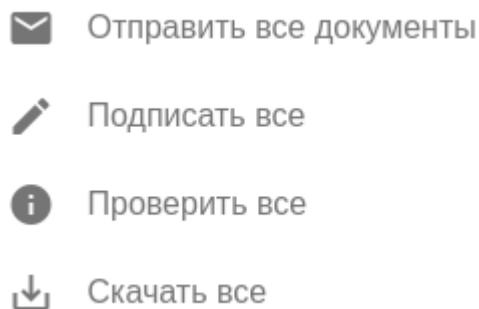 Отправить все документы
Подписать все
Проверить все
Скачать все